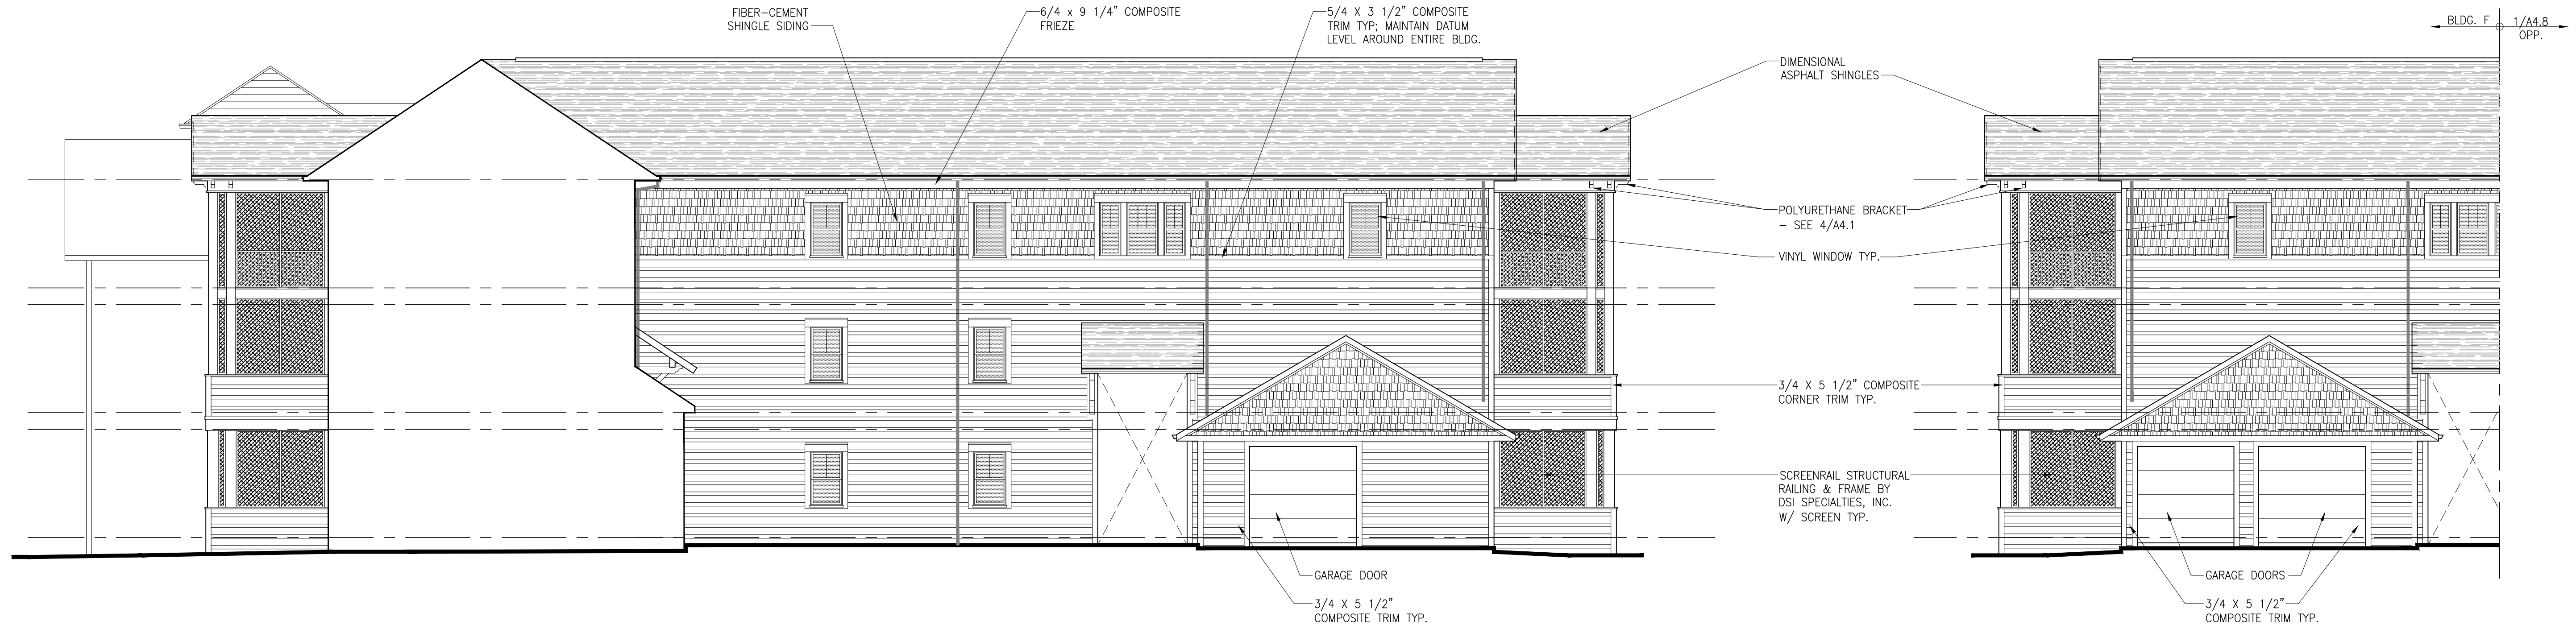 FIBER-CEMENT
SHINGLE SIDING
6/4 x 9 1/4" COMPOSITE
FRIEZE
5/4 X 3 1/2" COMPOSITE
TRIM TYP; MAINTAIN DATUM
LEVEL AROUND ENTIRE BLDG.
BLDG. F
1/A4.8
OPP.
DIMENSIONAL
ASPHALT SHINGLES
POLYURETHANE BRACKET
- SEE 4/A4.1
VINYL WINDOW TYP.
3/4 X 5 1/2" COMPOSITE
CORNER TRIM TYP.
SCREENRAIL STRUCTURAL
RAILING & FRAME BY
DSI SPECIALTIES, INC.
W/ SCREEN TYP.
GARAGE DOOR
3/4 X 5 1/2"
COMPOSITE TRIM TYP.
GARAGE DOORS
3/4 X 5 1/2"
COMPOSITE TRIM TYP.